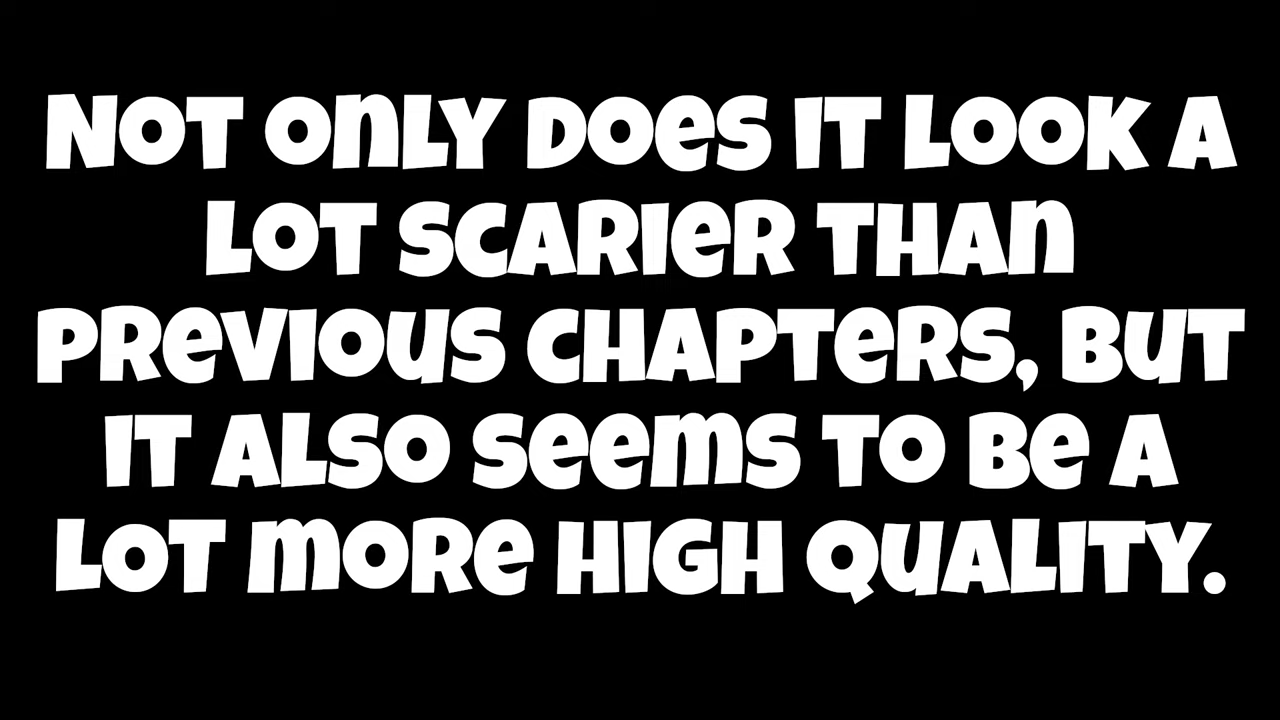 Not only does it look a
lot scarier than
previous chapters, but
it also seems to be a
lot more high quality.